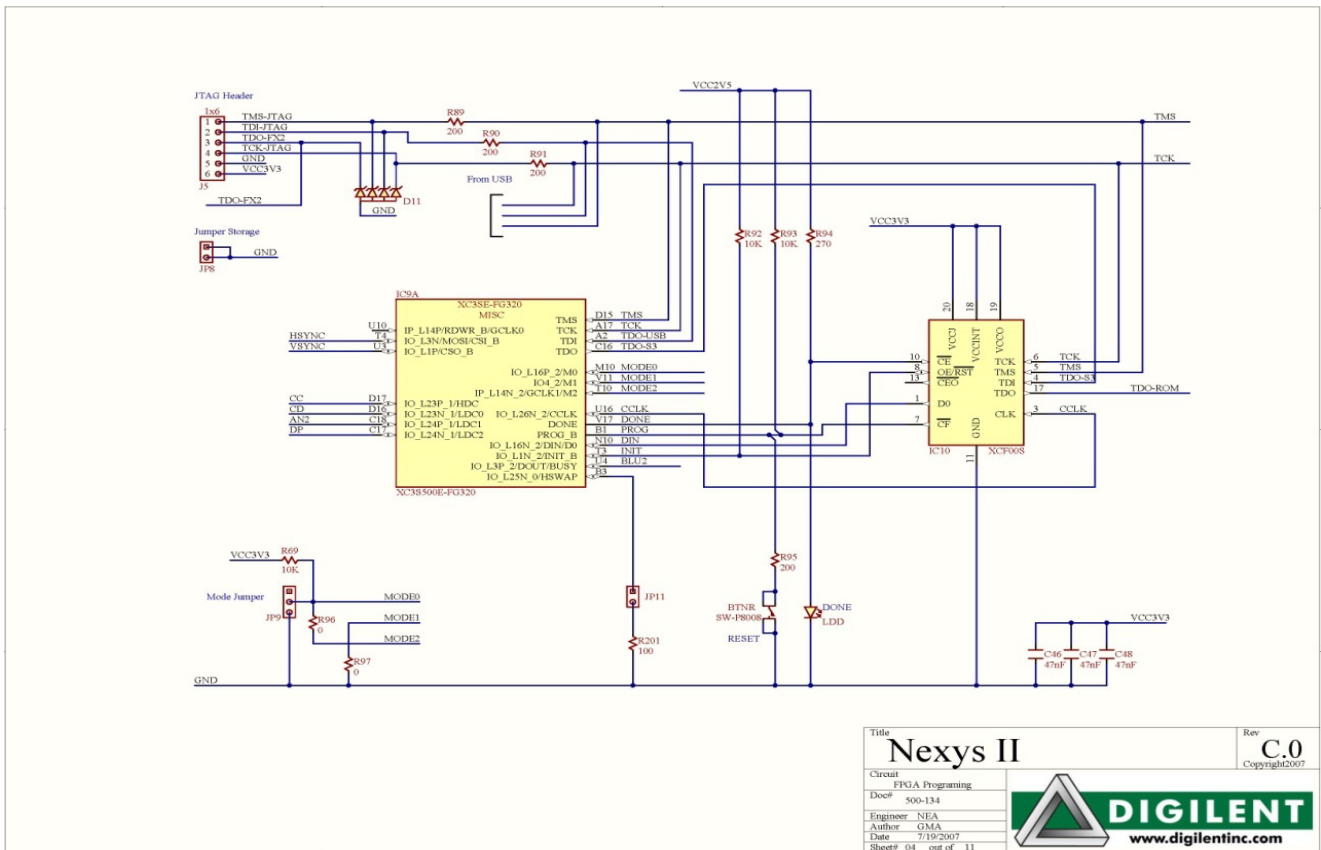 JTAG Header
1x6
1
2
3
4
5
6
J5
TMS-JTAG
TDI-JTAG
TDO-FX2
TCK-JTAG
GND
VCC3V3
TDO-FX2
R89
200
R90
200
R91
200
From USB
D11
GND
VCC2V5
TMS
TCK
Jumper Storage
GND
JP8
R92
10K
R93
10K
R94
270
VCC3V3
IC9A
XC3SE-FG320
MISC
HSYNC
VSYNC
U10
T4
U3
IP_L14P/RDWR_B/GCLK0
IO_L3N/MOSI/CSI_B
IO_L1P/CSO_B
TMS D15 TMS
TCK A17 TCK
TDI A2 TDO-USB
TDO C16 TDO-S3
IO_L16P_2/M0 M10 MODE0
IO4_2/M1 V11 MODE1
IP_L14N_2/GCLK1/M2 T10 MODE2
CC D17 IO_L23P_1/HDC
CD D16 IO_L23N_1/LDC0
AN2 C18 IO_L24P_1/LDC1
DP C17 IO_L24N_1/LDC2
IO_L26N_2/CCLK U16 CCLK
DONE V17 DONE
PROG_B B1 PROG
IO_L16N_2/DIN/D0 N10 DIN
IO_L1N_2/INIT_B T3 INIT
IO_L3P_2/DOUT/BUSY U4 BLU2
IO_L25N_0/HSWAP B3
XC3S500E-FG320
20
18
19
VCCJ
VCCINT
VCCO
10 CE
8 OE/RST
13 CEO
1 D0
7 CF
TCK 6 TCK
TMS 5 TMS
TDI 4 TDO-S3
TDO 17 TDO-ROM
CLK 3 CCLK
GND
11
IC10
XCF00S
VCC3V3
R69
10K
Mode Jumper
JP9
R96
0
R97
0
MODE0
MODE1
MODE2
GND
JP11
R201
100
R95
200
BTNR
SW-P8008
RESET
DONE
LDD
VCC3V3
C46
47nF
C47
47nF
C48
47nF
Title
Nexys II
Rev
C.0
Copyright2007
Circuit
FPGA Programing
Doc# 500-134
Engineer NEA
Author GMA
Date 7/19/2007
Sheet# 04 out of 11
DIGILENT
www.digilentinc.com